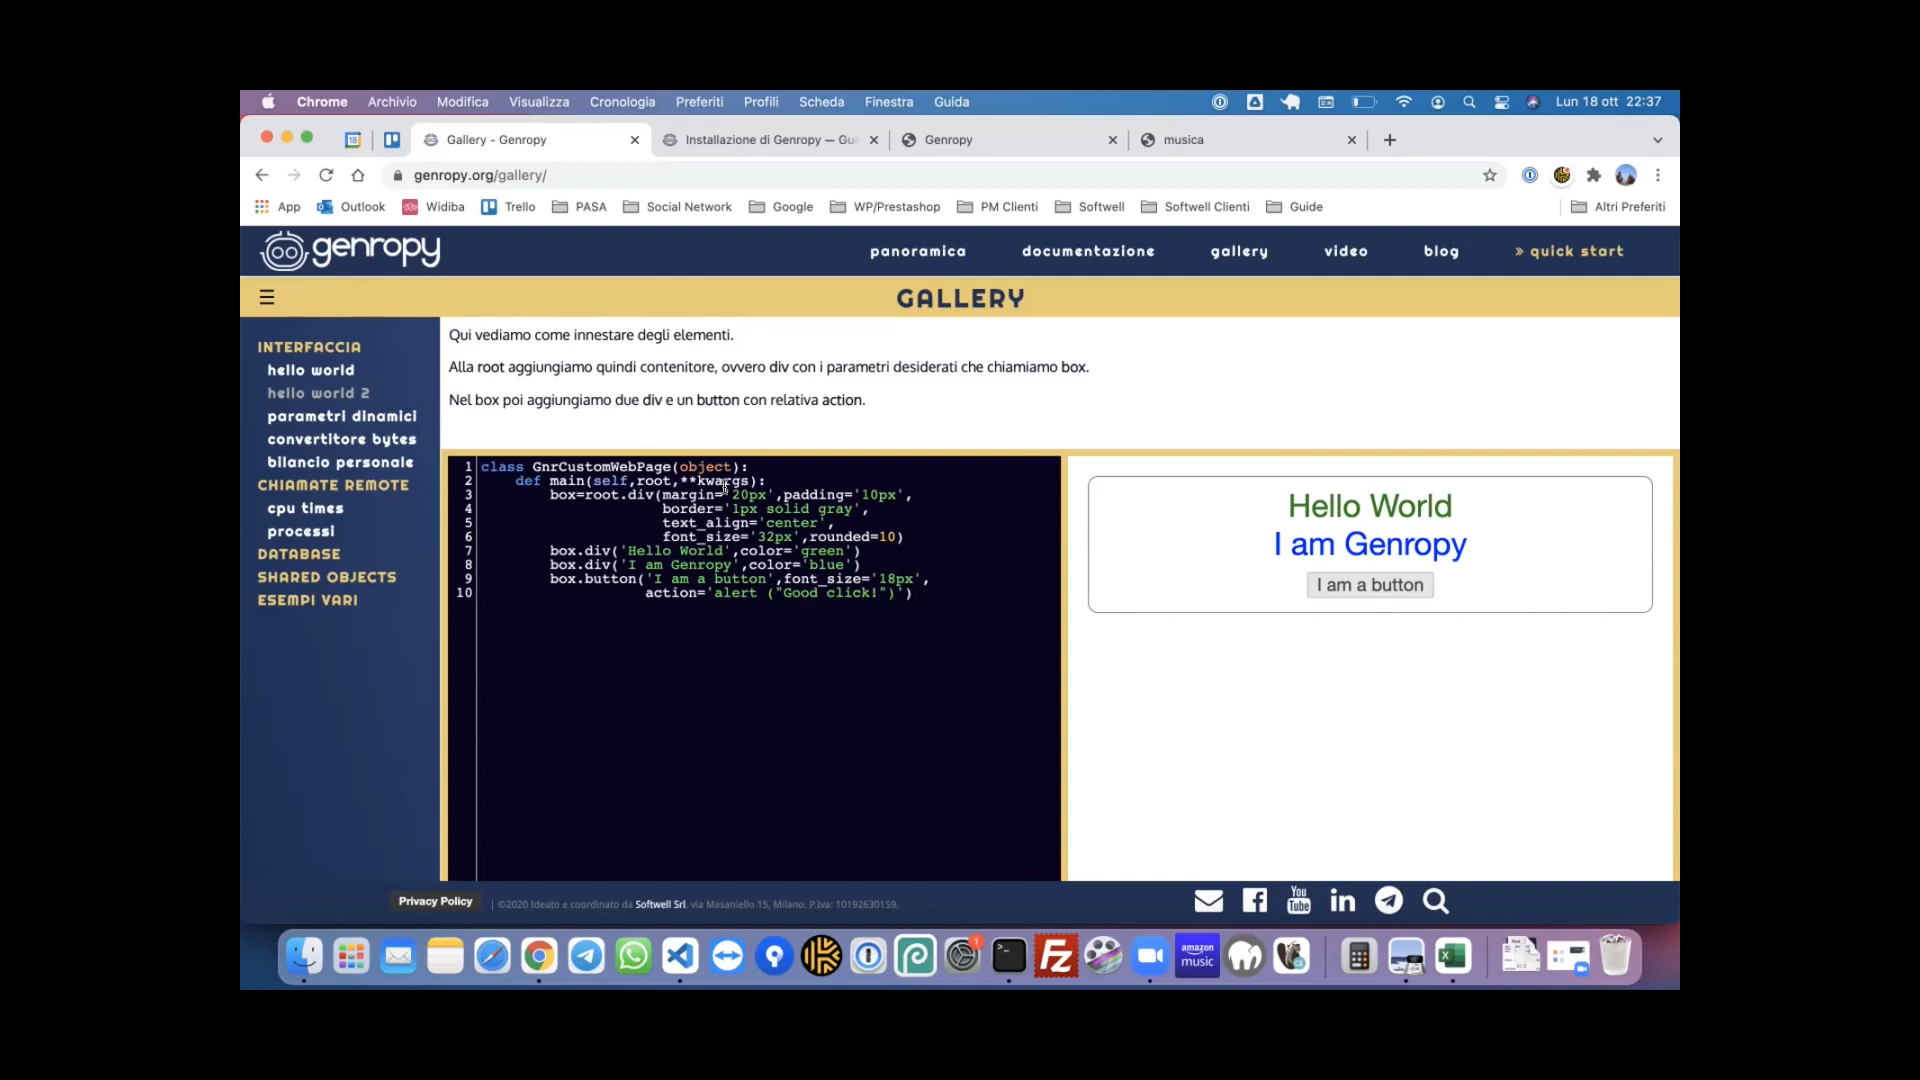 Chrome Archivio Modifica Visualizza Cronologia Preferiti Profili Scheda Finestra Guida Lun 18 ott 22:37
18 Gallery - Genropy Installazione di Genropy — Gui Genropy musica
genropy.org/gallery/
App Outlook Widiba Trello PASA Social Network Google WP/Prestashop PM Clienti Softwell Softwell Clienti Guide Altri Preferiti
genropy panoramica documentazione gallery video blog » quick start
GALLERY
INTERFACCIA
hello world
hello world 2
parametri dinamici
convertitore bytes
bilancio personale
CHIAMATE REMOTE
cpu times
processi
DATABASE
SHARED OBJECTS
ESEMPI VARI
Qui vediamo come innestare degli elementi.
Alla root aggiungiamo quindi contenitore, ovvero div con i parametri desiderati che chiamiamo box.
Nel box poi aggiungiamo due div e un button con relativa action.
1 class GnrCustomWebPage(object):
2 def main(self,root,**kwargs):
3 box=root.div(margin='20px',padding='10px',
4 border='1px solid gray',
5 text_align='center',
6 font_size='32px',rounded=10)
7 box.div('Hello World',color='green')
8 box.div('I am Genropy',color='blue')
9 box.button('I am a button',font_size='18px',
10 action='alert ("Good click!")')
Hello World
I am Genropy
I am a button
Privacy Policy | ©2020 Ideato e coordinato da Softwell Srl, via Masaniello 15, Milano. P.Iva: 10192630159.
You Tube in
1 Fz amazon music